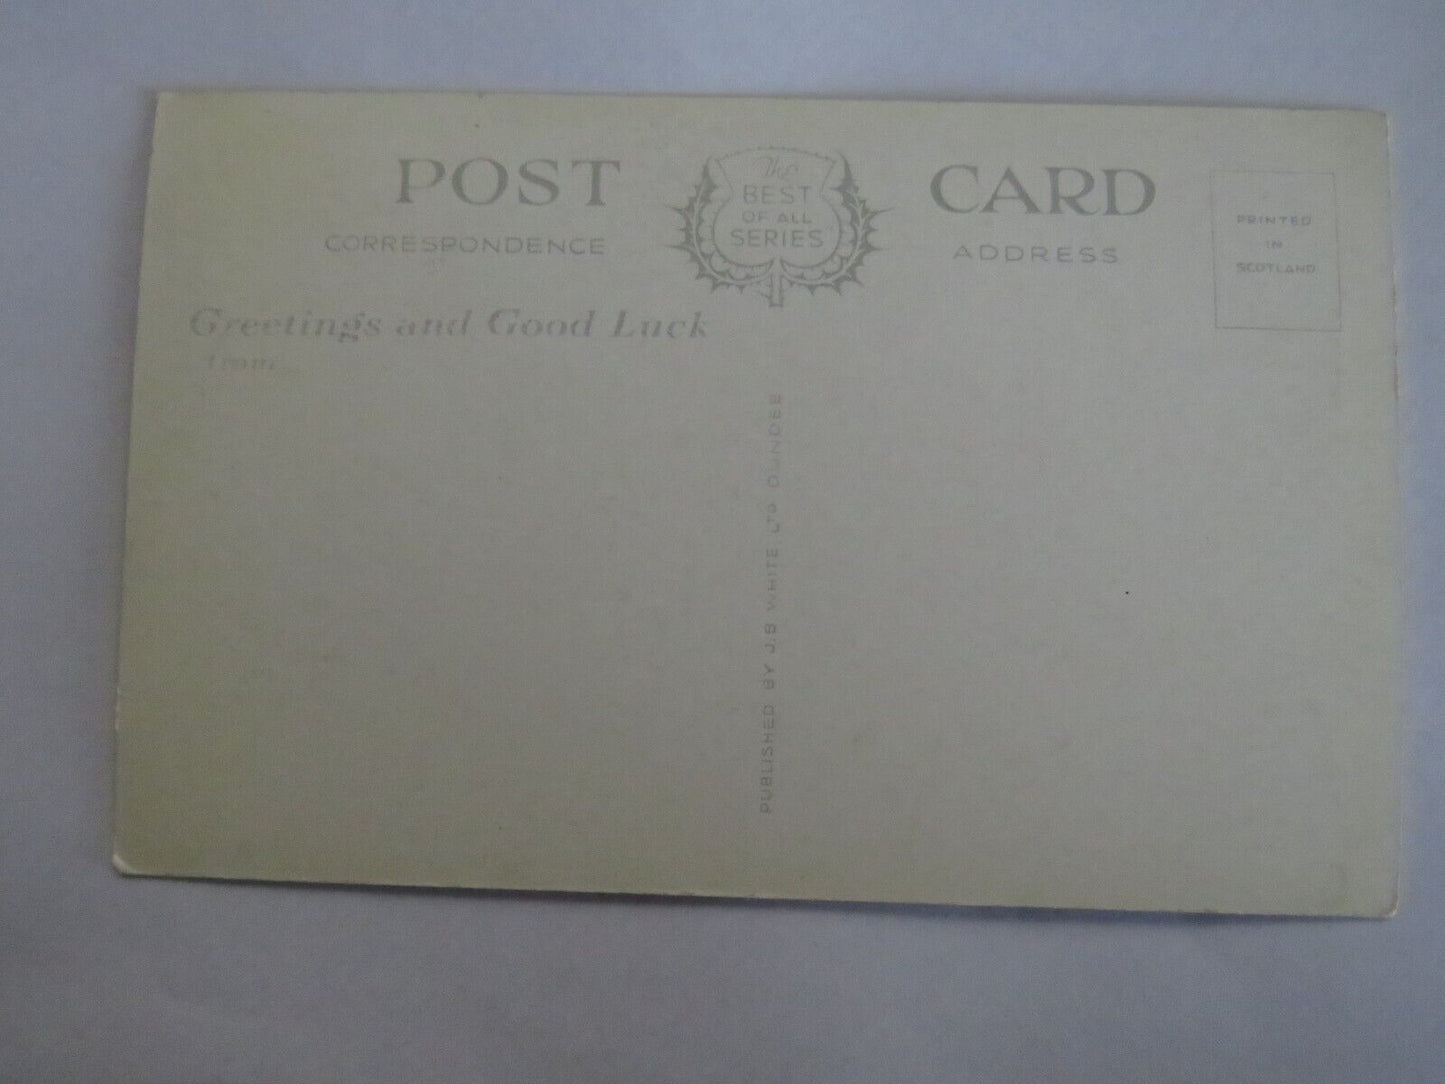 POST CARD
The
BEST
OF ALL
SERIES
CORRESPONDENCE
ADDRESS
PRINTED
IN
SCOTLAND
Greetings and Good Luck
from
PUBLISHED BY J.B WHITE LTD DUNDEE